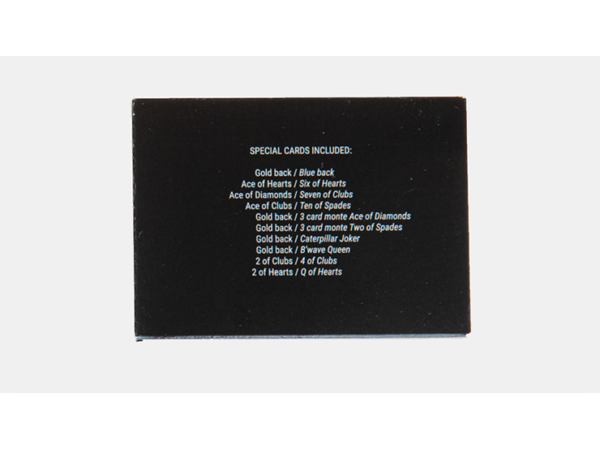 SPECIAL CARDS INCLUDED:
Gold back / Blue back
Ace of Hearts / Six of Hearts
Ace of Diamonds / Seven of Clubs
Ace of Clubs / Ten of Spades
Gold back / 3 card monte Ace of Diamonds
Gold back / 3 card monte Two of Spades
Gold back / Caterpillar Joker
Gold back / B'wave Queen
2 of Clubs / 4 of Clubs
2 of Hearts / Q of Hearts